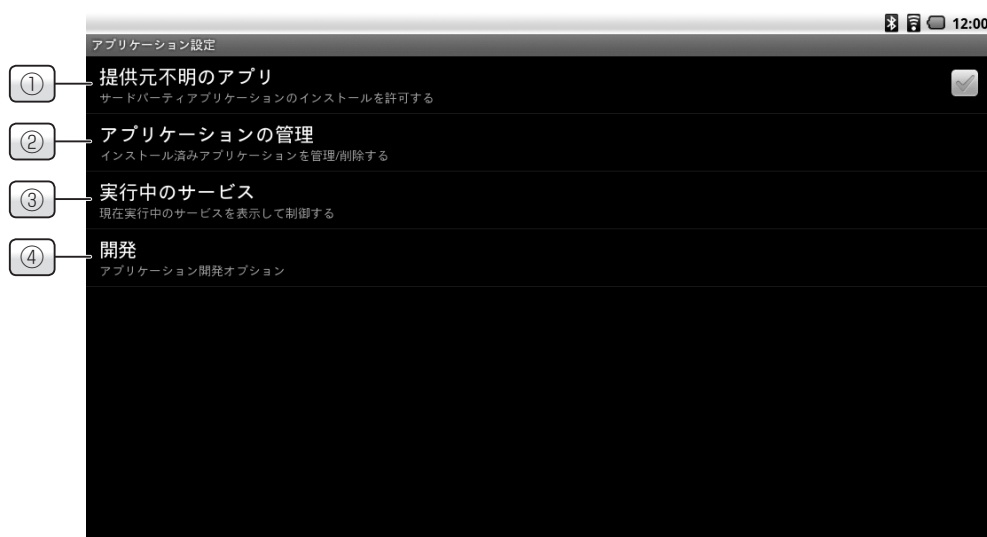 12:00
アプリケーション設定
① 提供元不明のアプリ
サードパーティアプリケーションのインストールを許可する
② アプリケーションの管理
インストール済みアプリケーションを管理/削除する
③ 実行中のサービス
現在実行中のサービスを表示して制御する
④ 開発
アプリケーション開発オプション